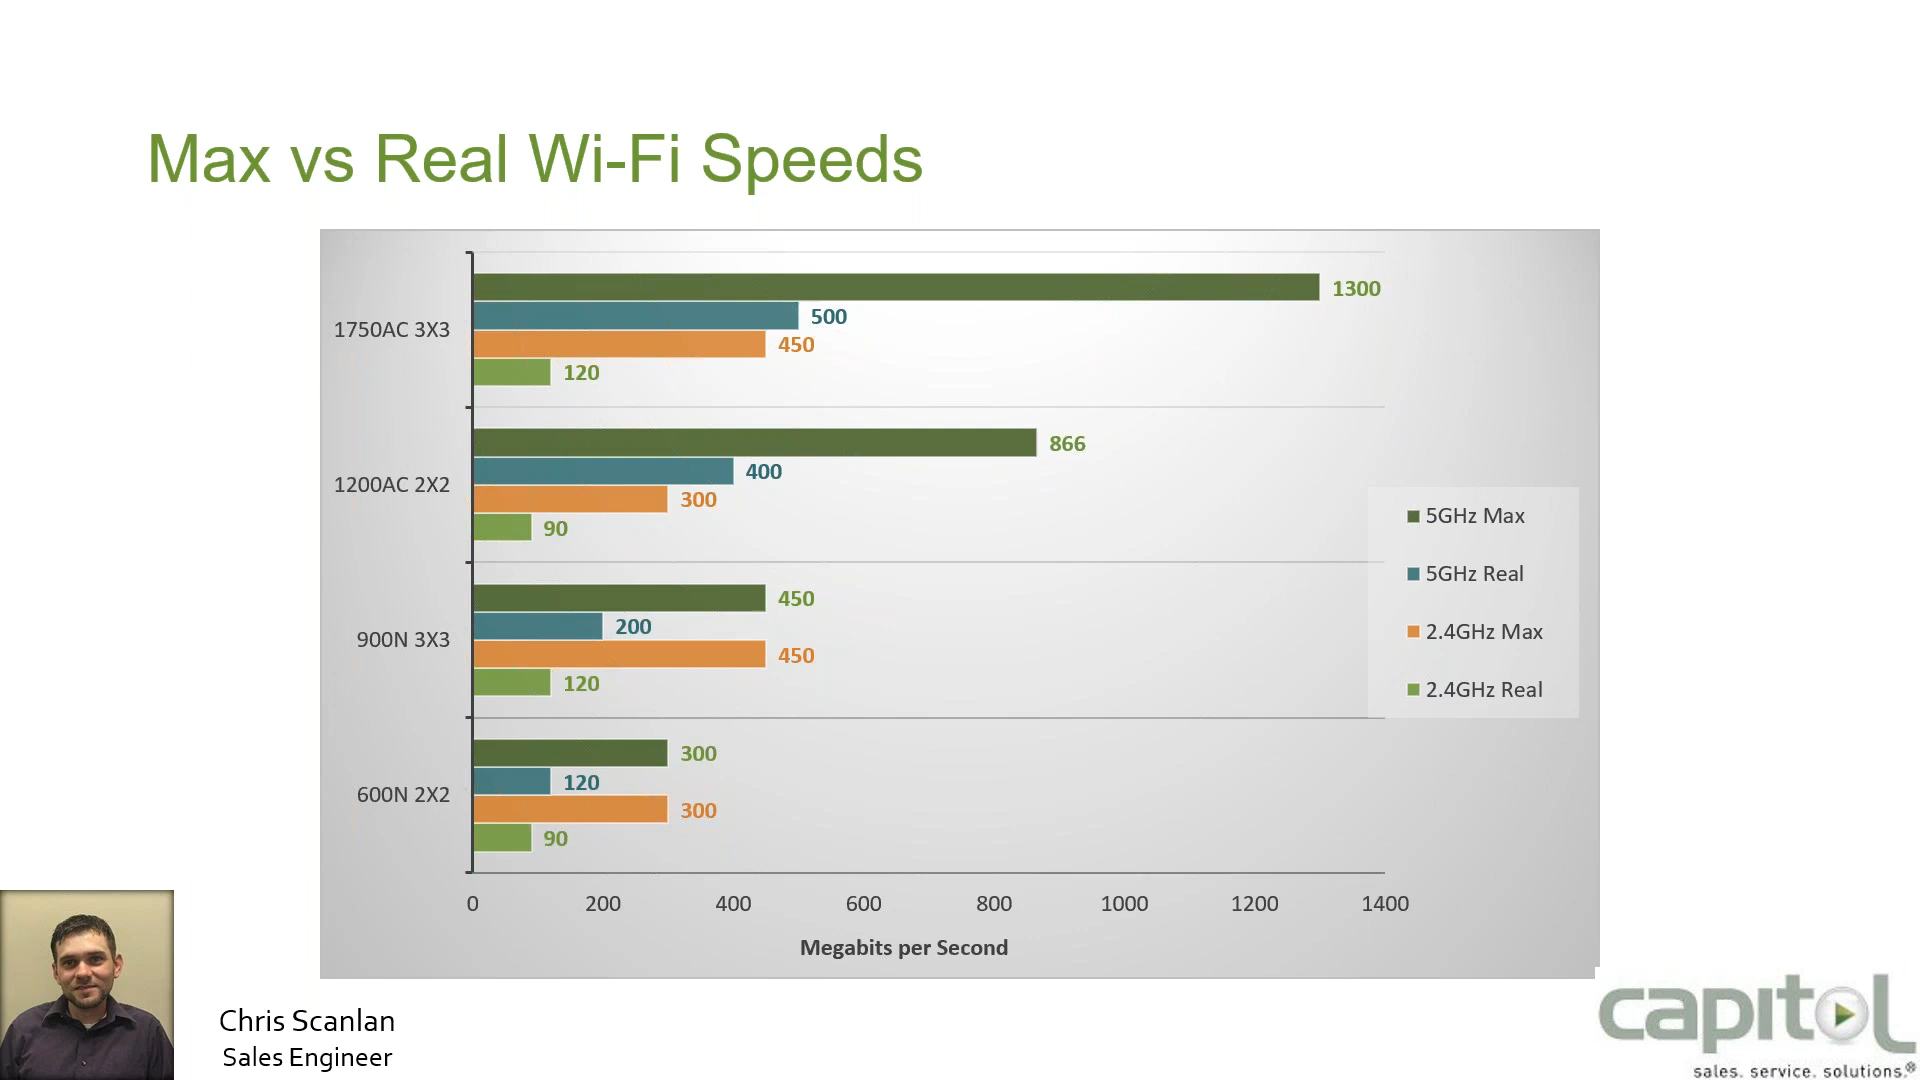 Max vs Real Wi-Fi Speeds
1750AC 3X3
1300
500
450
120
1200AC 2X2
866
400
300
90
900N 3X3
450
200
450
120
600N 2X2
300
120
300
90
0 200 400 600 800 1000 1200 1400
Megabits per Second
5GHz Max
5GHz Real
2.4GHz Max
2.4GHz Real
Chris Scanlan
Sales Engineer
capitol
sales. service. solutions.®